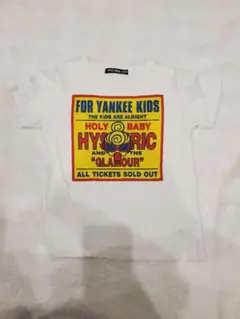 FOR YANKEE KIDS
THE KIDS ARE ALRIGHT
HOLY BABY
HYS RIC
AND THE
"GLAMOUR"
ALL TICKETS SOLD OUT